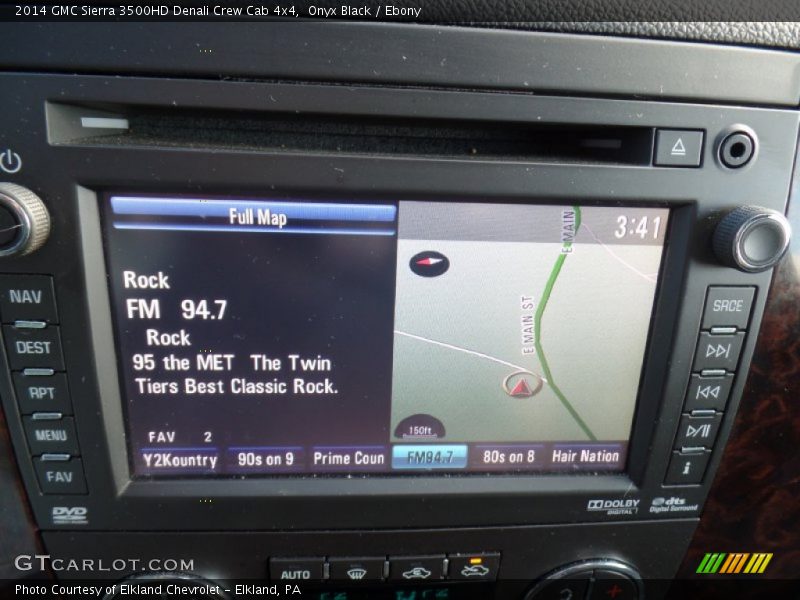 2014 GMC Sierra 3500HD Denali Crew Cab 4x4, Onyx Black / Ebony
Full Map
3:41
E MAIN
Rock
FM 94.7
Rock
95 the MET The Twin
Tiers Best Classic Rock.
E MAIN ST
150ft
FAV 2
Y2Kountry 90s on 9 Prime Coun FM94.7 80s on 8 Hair Nation
NAV
DEST
RPT
MENU
FAV
SRCE
i
DVD
DOLBY
DIGITAL
dts
Digital Surround
AUTO
GTCARLOT.COM
Photo Courtesy of Elkland Chevrolet - Elkland, PA